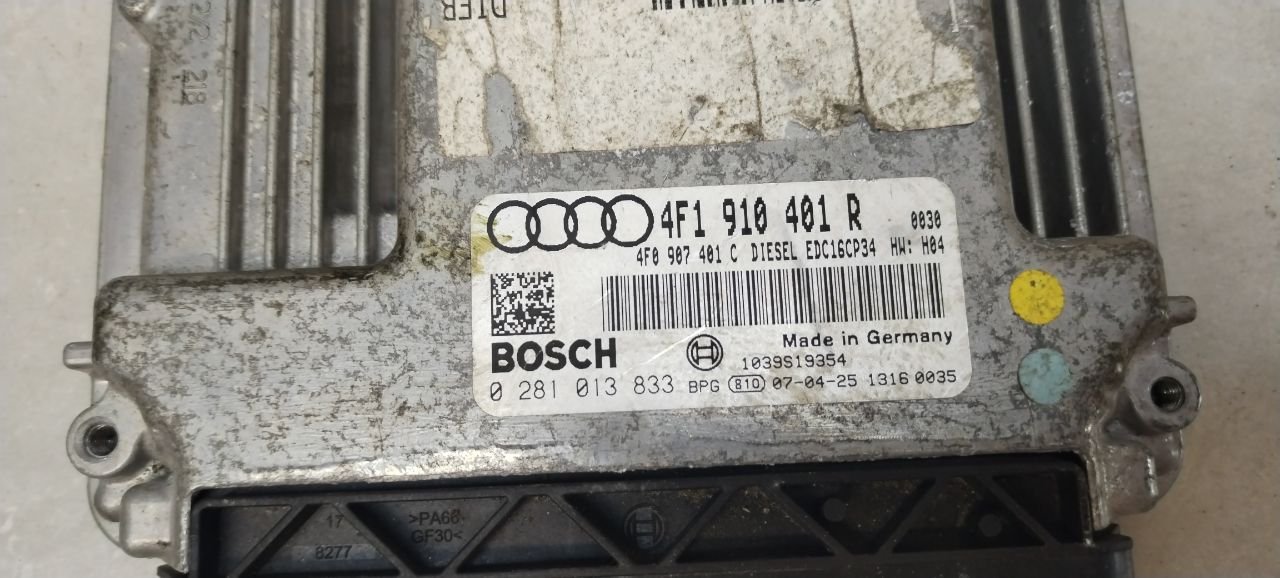 4F1 910 401 R 0030
4F0 907 401 C DIESEL EDC16CP34 HW: H04
Made in Germany
BOSCH
1039S19354
0 281 013 833 BPG 810 07-04-25 1316 0035
17
>PA66-
GF30<
8277